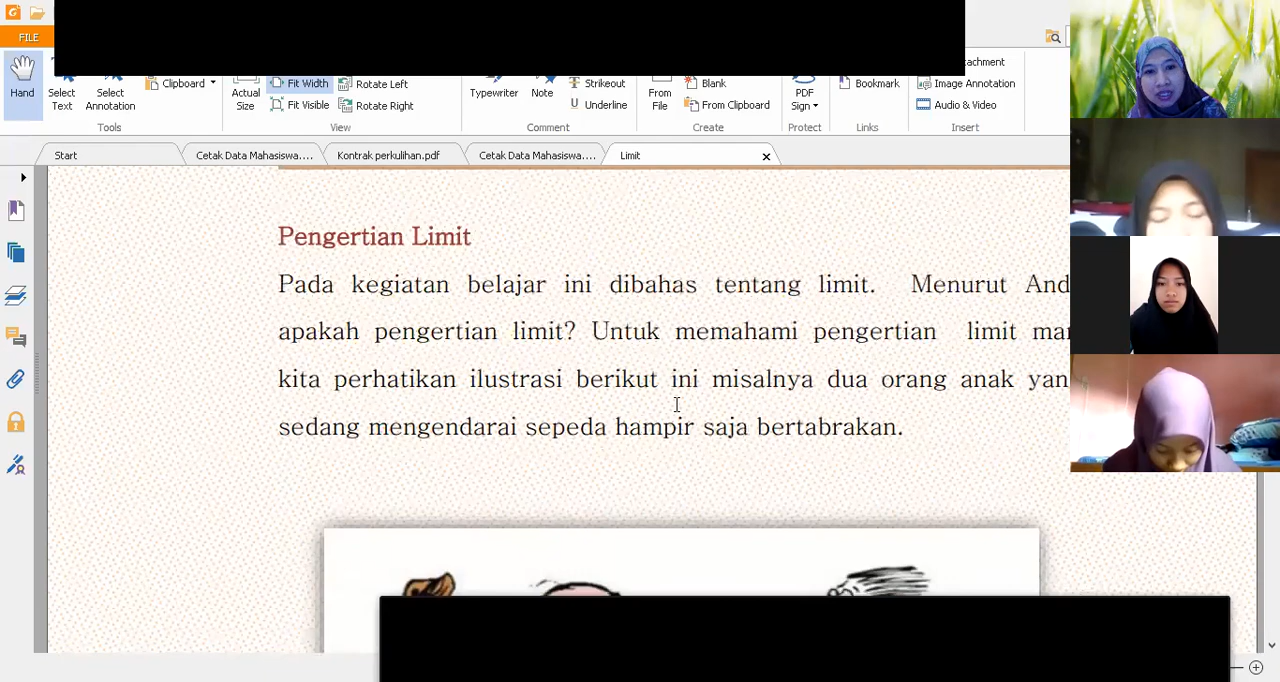 FILE
Hand
Select Text
Select Annotation
Clipboard
Tools
Actual Size
Fit Width
Fit Visible
Rotate Left
Rotate Right
View
Typewriter
Note
Strikeout
Underline
Comment
From File
Blank
From Clipboard
Create
PDF Sign
Protect
Bookmark
Links
Image Annotation
Audio & Video
Insert
Start
Cetak Data Mahasiswa....
Kontrak perkulihan.pdf
Cetak Data Mahasiswa....
Limit
Pengertian Limit
Pada kegiatan belajar ini dibahas tentang limit. Menurut
apakah pengertian limit? Untuk memahami pengertian limit
kita perhatikan ilustrasi berikut ini misalnya dua orang anak
sedang mengendarai sepeda hampir saja bertabrakan.